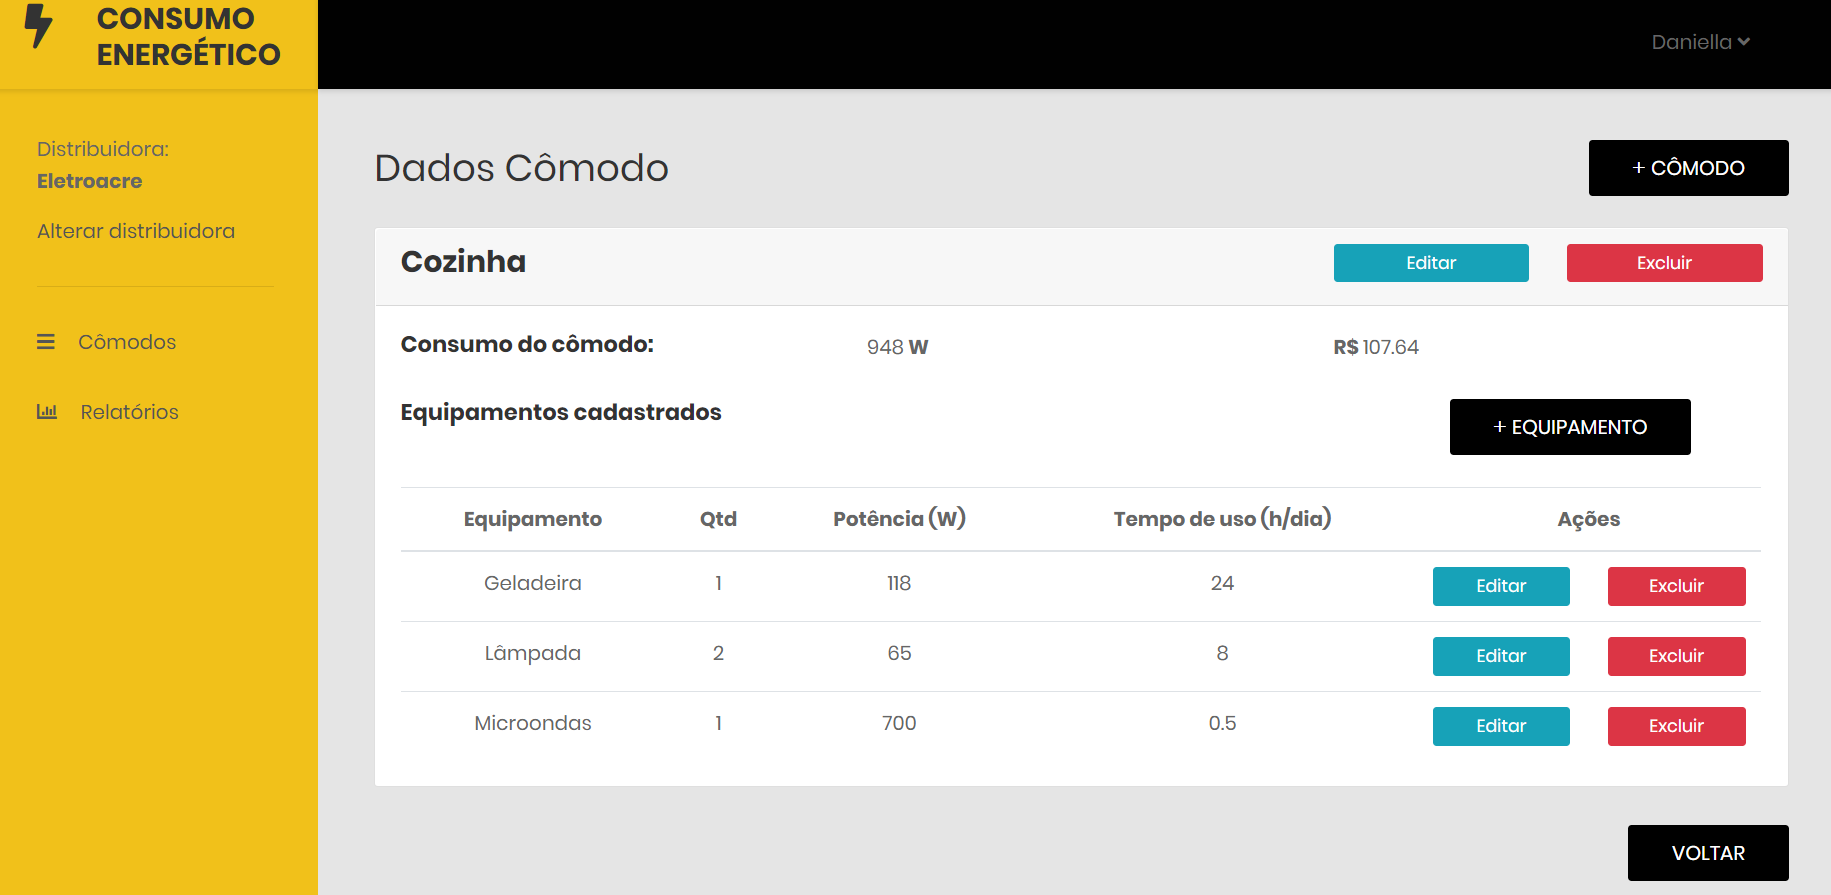 CONSUMO
ENERGÉTICO
Daniella
Distribuidora:
Eletroacre
Alterar distribuidora
Cômodos
Relatórios
Dados Cômodo
+ CÔMODO
Cozinha
Editar
Excluir
Consumo do cômodo:
948 W
R$ 107.64
Equipamentos cadastrados
+ EQUIPAMENTO
Equipamento Qtd Potência (W) Tempo de uso (h/dia) Ações
Geladeira 1 118 24 Editar Excluir
Lâmpada 2 65 8 Editar Excluir
Microondas 1 700 0.5 Editar Excluir
VOLTAR